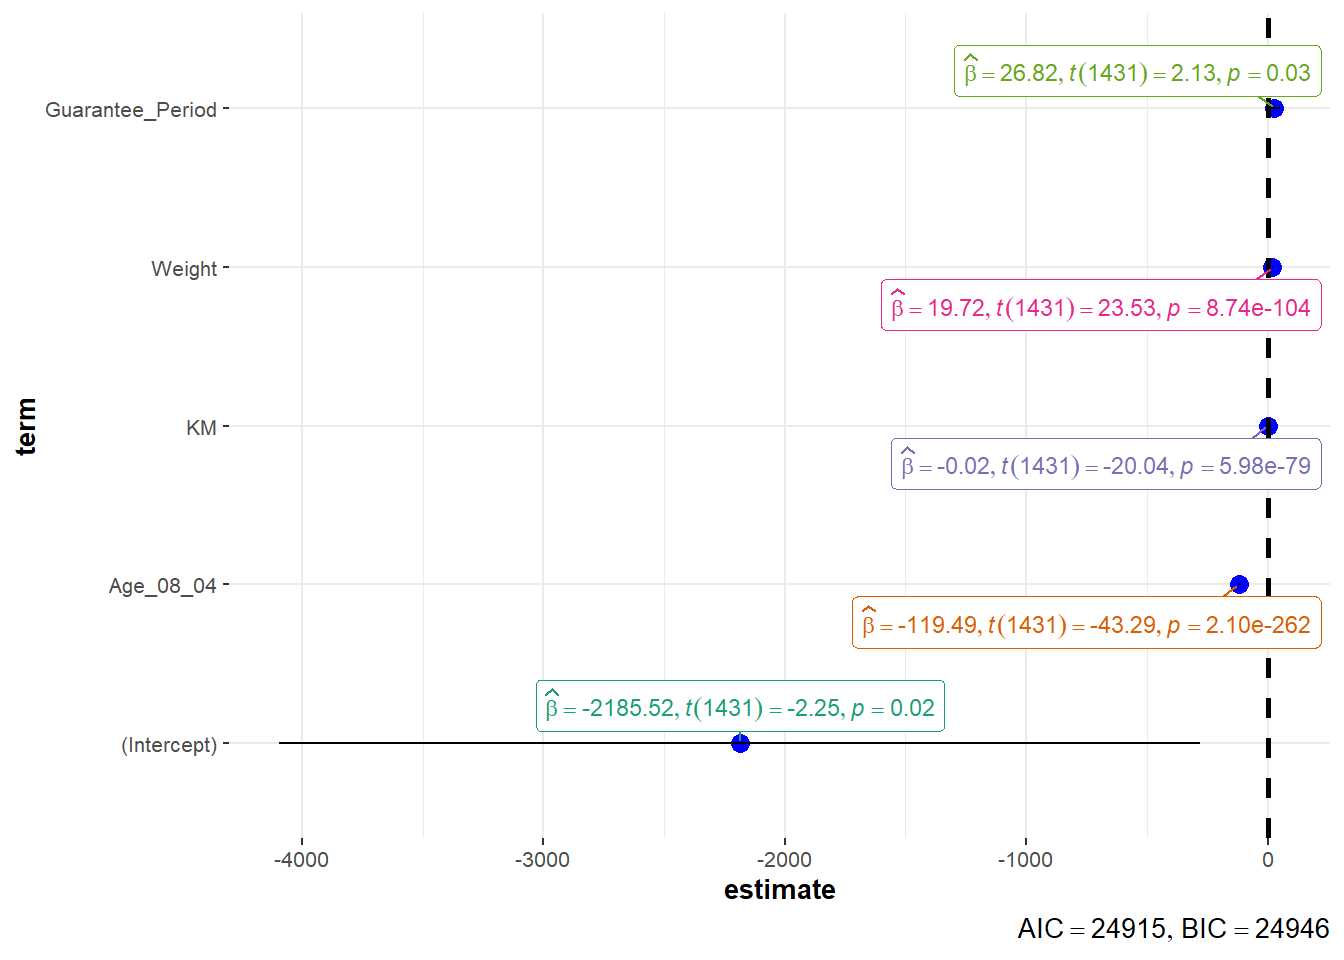 β̂ = 26.82, t(1431) = 2.13, p = 0.03
Guarantee_Period
Weight
β̂ = 19.72, t(1431) = 23.53, p = 8.74e-104
term
KM
β̂ = -0.02, t(1431) = -20.04, p = 5.98e-79
Age_08_04
β̂ = -119.49, t(1431) = -43.29, p = 2.10e-262
β̂ = -2185.52, t(1431) = -2.25, p = 0.02
(Intercept)
-4000 -3000 -2000 -1000 0
estimate
AIC = 24915, BIC = 24946